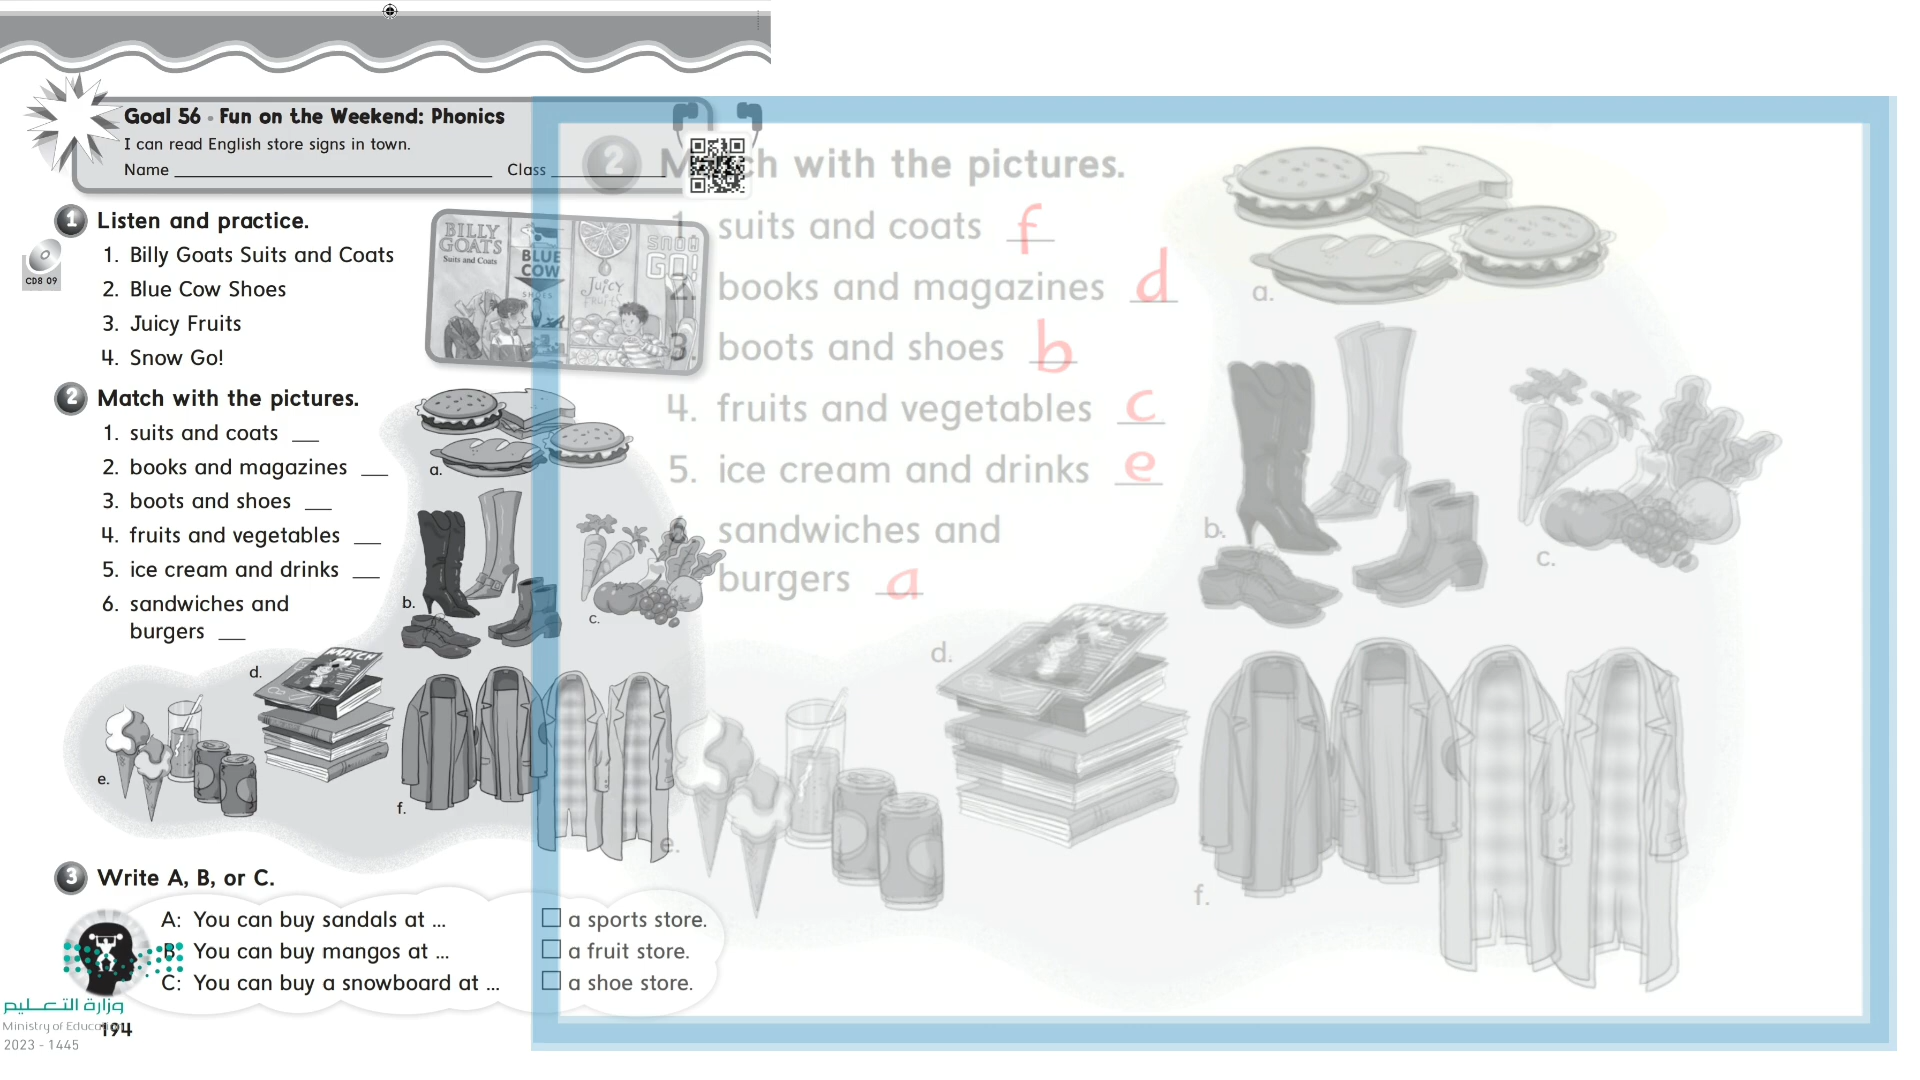 Goal 56 • Fun on the Weekend: Phonics
I can read English store signs in town.
Name
Class
1 Listen and practice.
CD8 09
1. Billy Goats Suits and Coats
2. Blue Cow Shoes
3. Juicy Fruits
4. Snow Go!
BILLY GOATS
Suits and Coats
BLUE COW
SHOES
Juicy
FRUITS
SNOW GO!
2 Match with the pictures.
1. suits and coats ___
2. books and magazines ___
3. boots and shoes ___
4. fruits and vegetables ___
5. ice cream and drinks ___
6. sandwiches and
burgers ___
a.
b.
c.
d.
MATCH
e.
f.
3 Write A, B, or C.
A: You can buy sandals at ... □ a sports store.
B: You can buy mangos at ... □ a fruit store.
C: You can buy a snowboard at ... □ a shoe store.
وزارة التعليم
Ministry of Education
2023 - 1445
194
2 Match with the pictures.
1. suits and coats f
2. books and magazines d
3. boots and shoes b
4. fruits and vegetables c
5. ice cream and drinks e
sandwiches and
burgers a
a.
b.
c.
d.
e.
f.